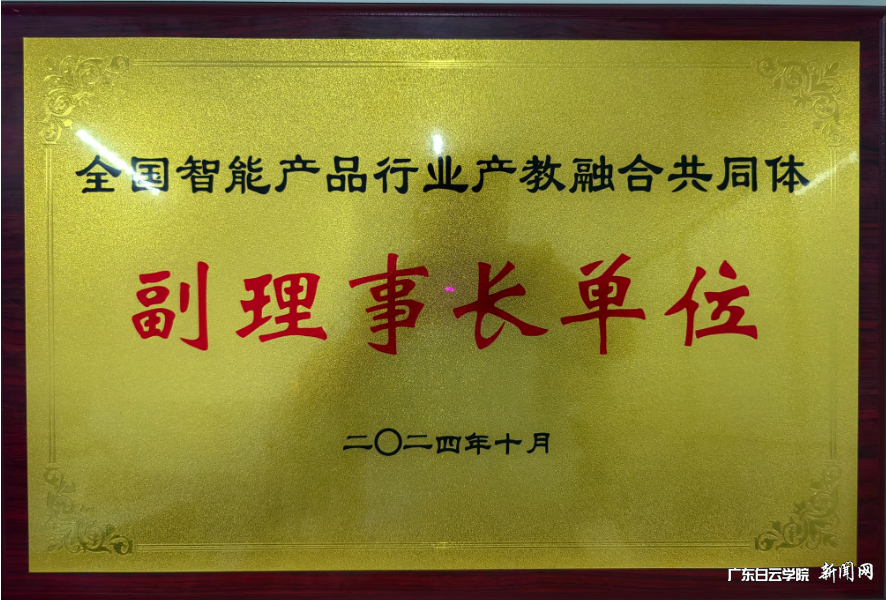 全国智能产品行业产教融合共同体
副理事长单位
二〇二四年十月
广东白云学院 新闻网